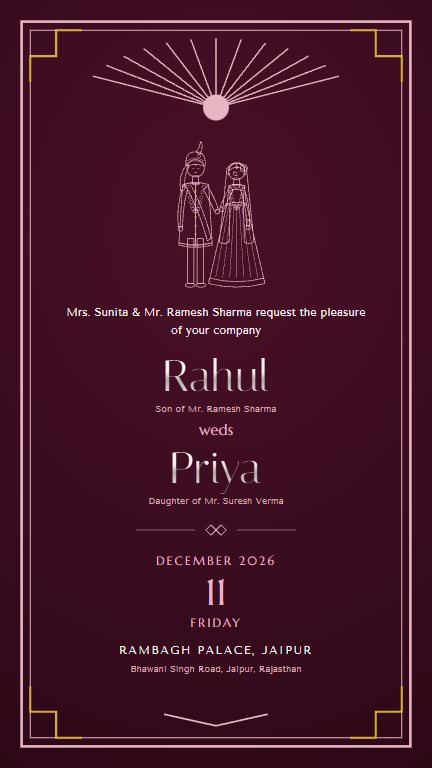 Mrs. Sunita & Mr. Ramesh Sharma request the pleasure
of your company
Rahul
Son of Mr. Ramesh Sharma
weds
Priya
Daughter of Mr. Suresh Verma
DECEMBER 2026
11
FRIDAY
RAMBAGH PALACE, JAIPUR
Bhawani Singh Road, Jaipur, Rajasthan